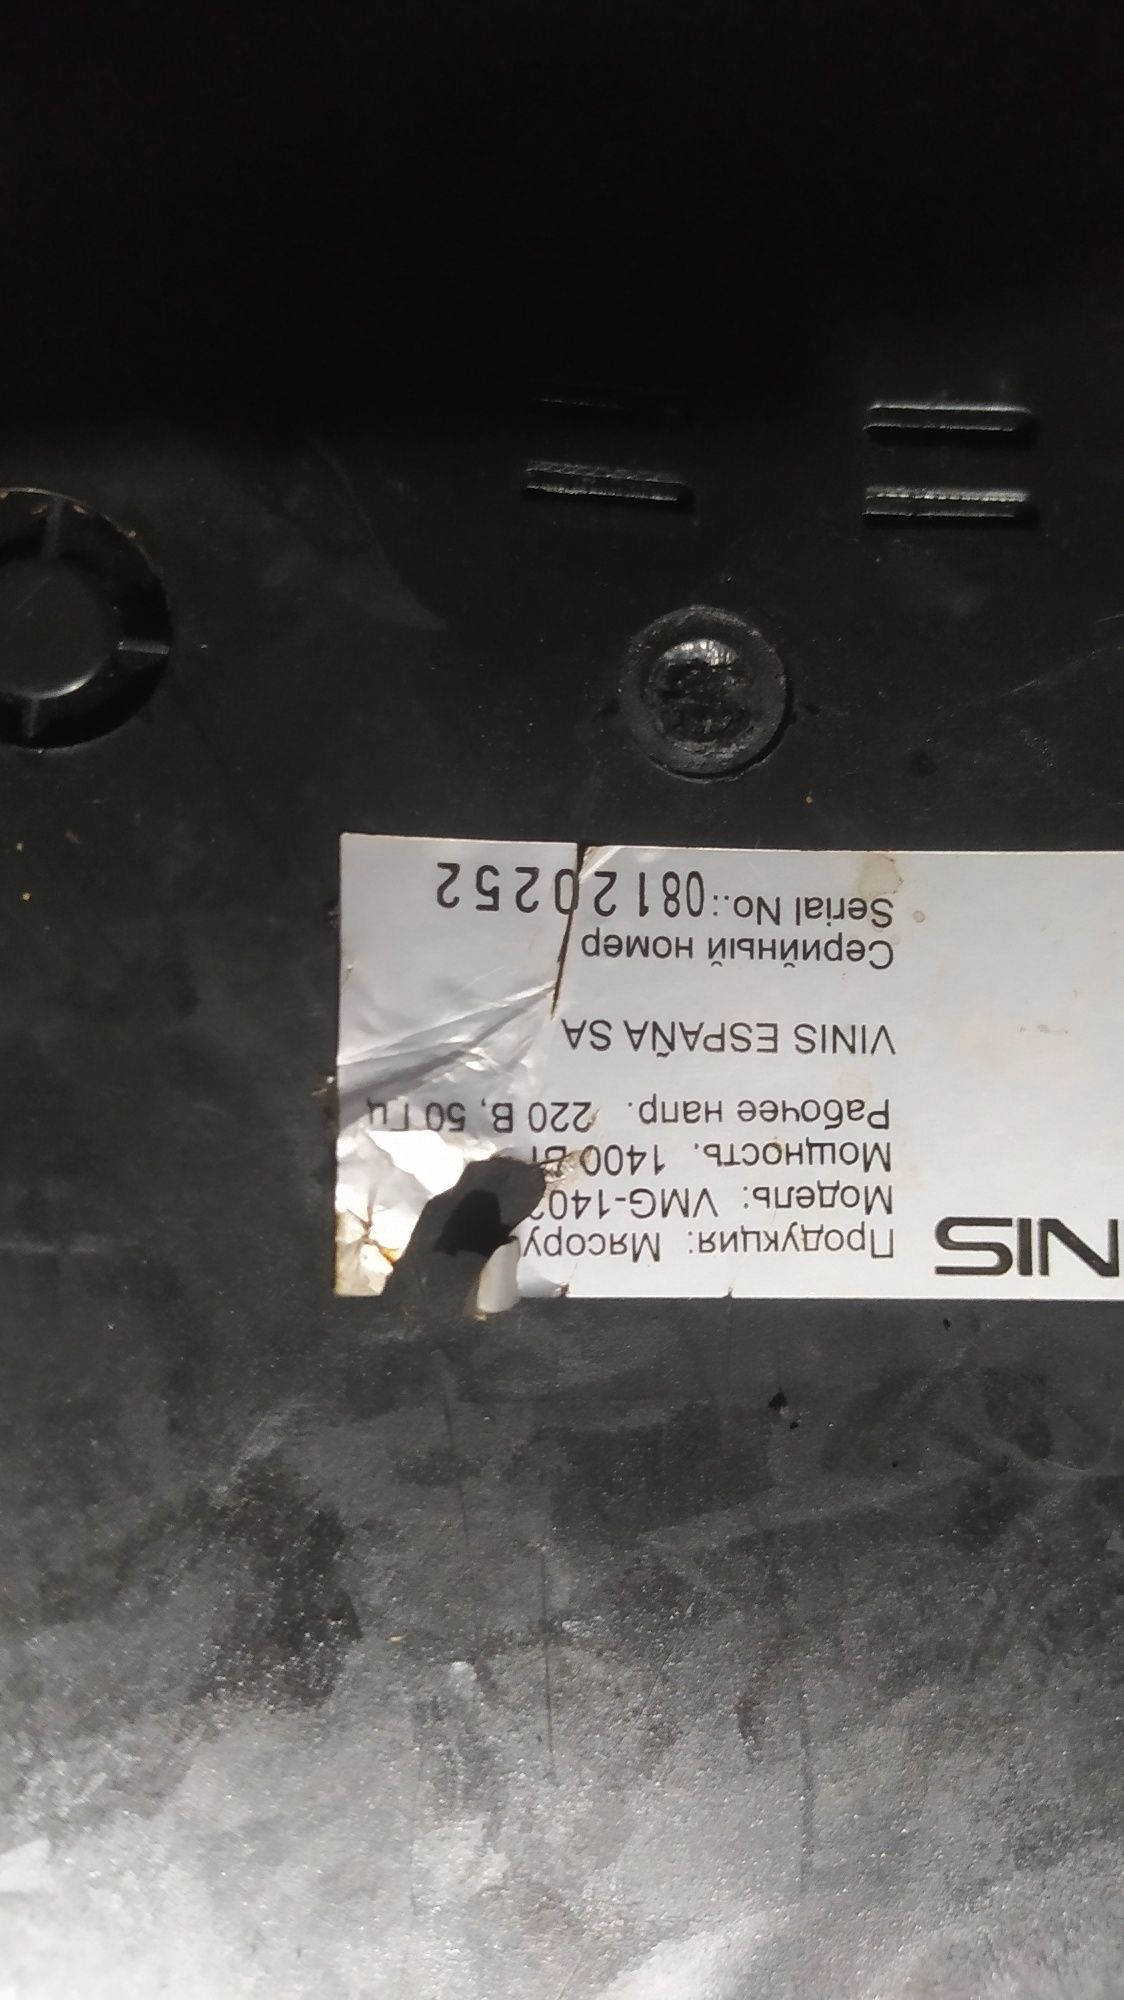 NIS
Продукция: Мясору
Модель: VMG-140
Мощность. 1400 Вт
Рабочее напр. 220 В, 50 Гц
VINIS ESPAÑA SA
Серийный номер
Serial No.: 08120252